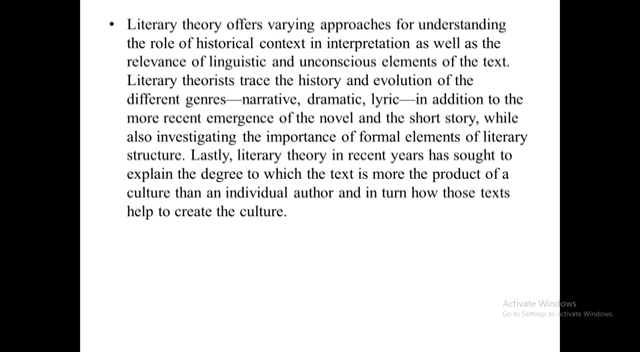 • Literary theory offers varying approaches for understanding
the role of historical context in interpretation as well as the
relevance of linguistic and unconscious elements of the text.
Literary theorists trace the history and evolution of the
different genres—narrative, dramatic, lyric—in addition to the
more recent emergence of the novel and the short story, while
also investigating the importance of formal elements of literary
structure. Lastly, literary theory in recent years has sought to
explain the degree to which the text is more the product of a
culture than an individual author and in turn how those texts
help to create the culture.
Activate Windows
Go to Settings to activate Windows.